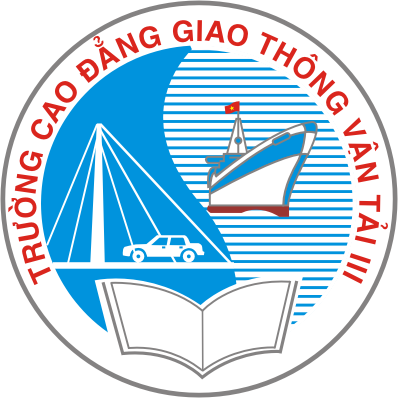 TRƯỜNG CAO ĐẲNG GIAO THÔNG VẬN TẢI III